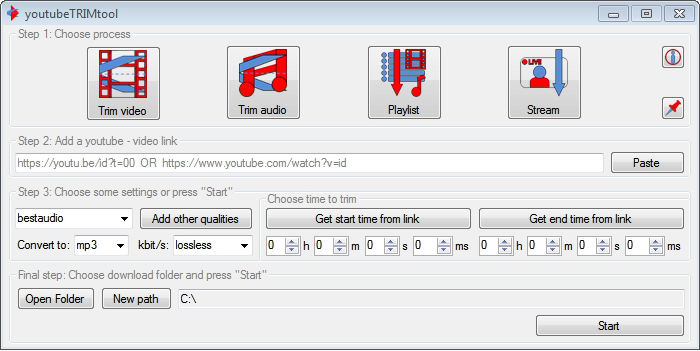 youtubeTRIMtool
Step 1: Choose process
LIVE
Trim video Trim audio Playlist Stream
Step 2: Add a youtube - video link
https://youtu.be/id?t=00 OR https://www.youtube.com/watch?v=id Paste
Step 3: Choose some settings or press "Start"
Choose time to trim
bestaudio Add other qualities Get start time from link Get end time from link
Convert to: mp3 kbit/s: lossless 0 h 0 m 0 s 0 ms 0 h 0 m 0 s 0 ms
Final step: Choose download folder and press "Start"
Open Folder New path C:\
Start